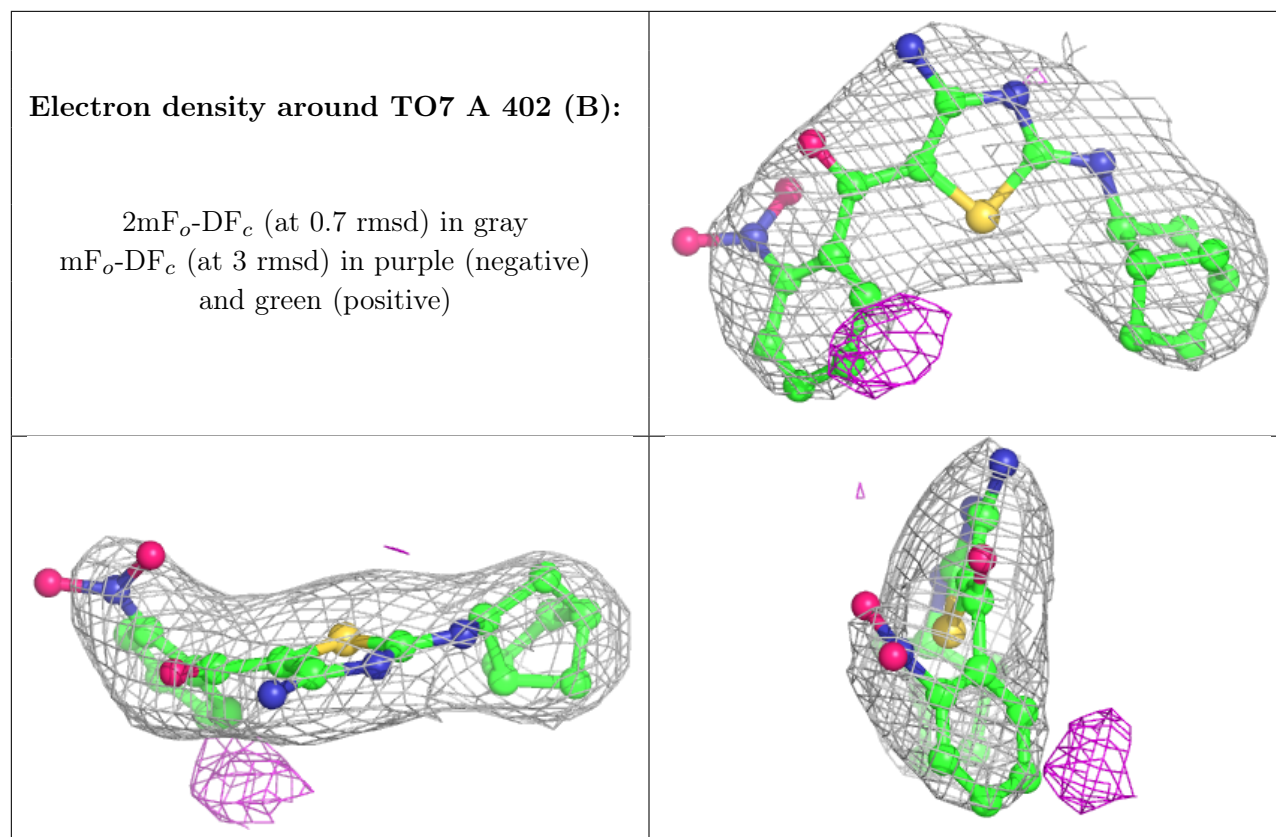 Electron density around TO7 A 402 (B):
2mFo-DFc (at 0.7 rmsd) in gray
mFo-DFc (at 3 rmsd) in purple (negative)
and green (positive)